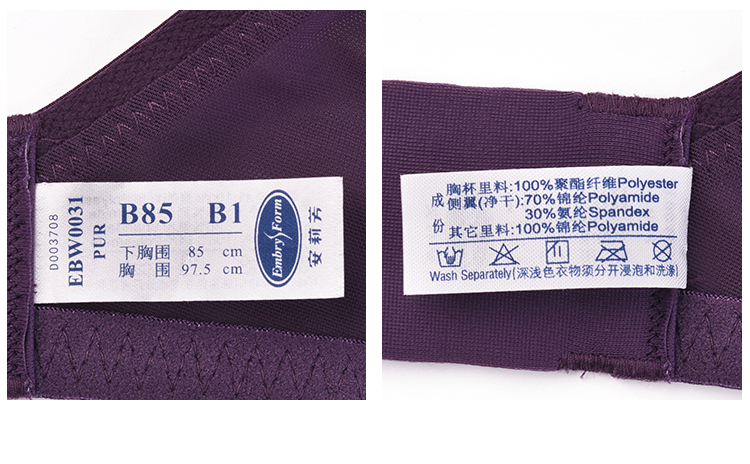 D003708
EBW0031
PUR
B85 B1
下胸围 85 cm
胸 围 97.5 cm
Embry Form
安莉芳
成份
胸杯里料:100%聚酯纤维Polyester
侧翼(净干):70%锦纶Polyamide
30%氨纶Spandex
其它里料:100%锦纶Polyamide
Wash Separately(深浅色衣物须分开浸泡和洗涤)